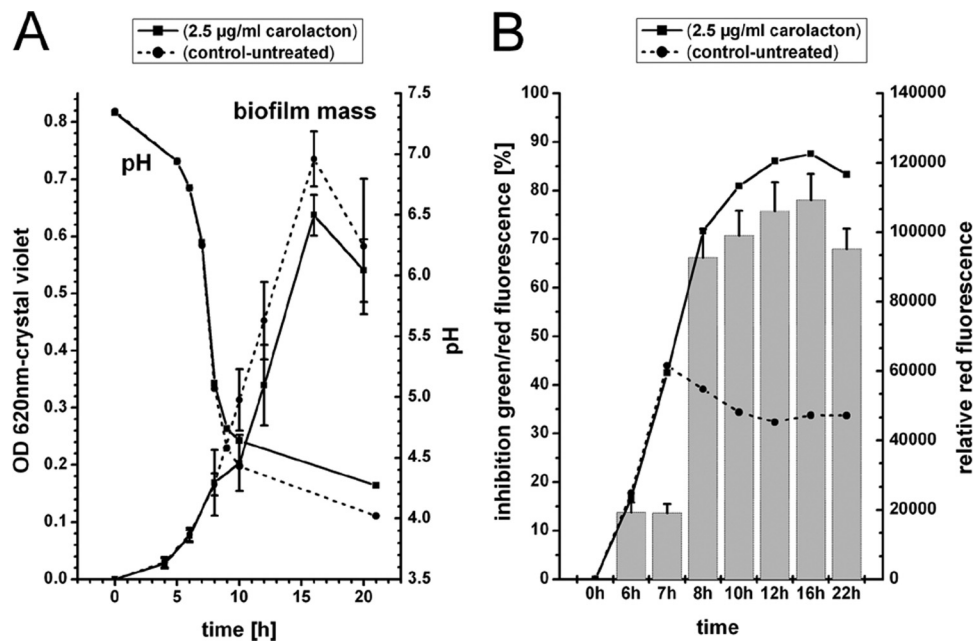 A
(2.5 µg/ml carolacton)
(control-untreated)
biofilm mass
pH
OD 620nm-crystal violet
0.8
0.7
0.6
0.5
0.4
0.3
0.2
0.1
0.0
7.5
7.0
6.5
6.0
5.5
5.0
4.5
4.0
3.5
pH
0 5 10 15 20
time [h]
B
(2.5 µg/ml carolacton)
(control-untreated)
inhibition green/red fluorescence [%]
100
90
80
70
60
50
40
30
20
10
0
140000
120000
100000
80000
60000
40000
20000
0
relative red fluorescence
0h 6h 7h 8h 10h 12h 16h 22h
time